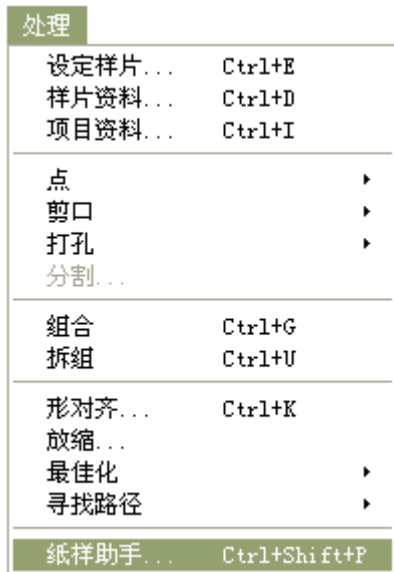 处理
设定样片... Ctrl+E
样片资料... Ctrl+D
项目资料... Ctrl+I
点
剪口
打孔
分割...
组合 Ctrl+G
拆组 Ctrl+U
形对齐... Ctrl+K
放缩...
最佳化
寻找路径
纸样助手... Ctrl+Shift+P